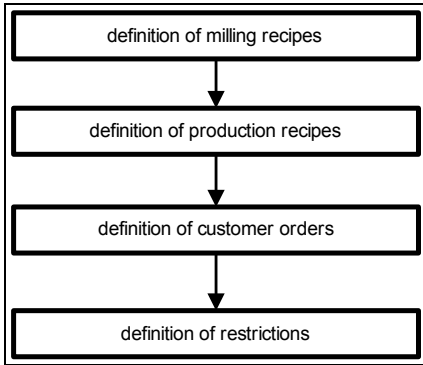 definition of milling recipes
definition of production recipes
definition of customer orders
definition of restrictions